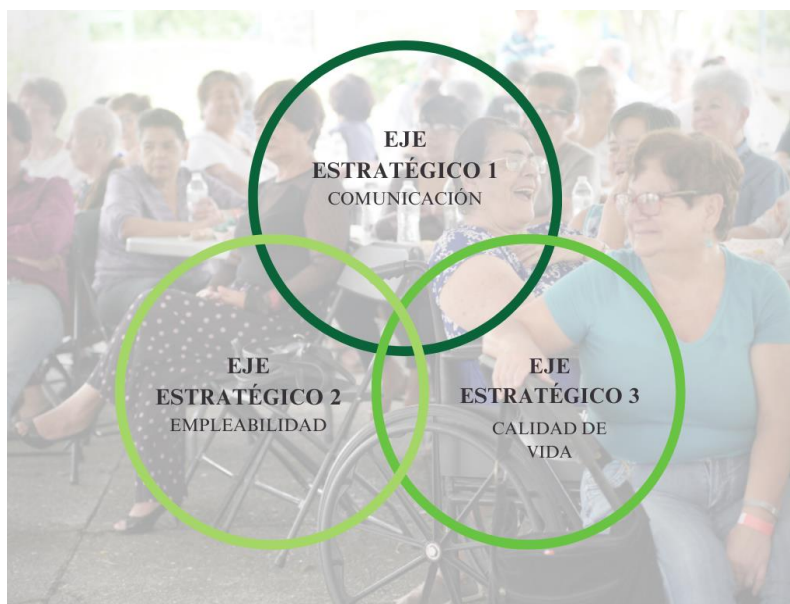 EJE
ESTRATÉGICO 1
COMUNICACIÓN
EJE
ESTRATÉGICO 2
EMPLEABILIDAD
EJE
ESTRATÉGICO 3
CALIDAD DE
VIDA